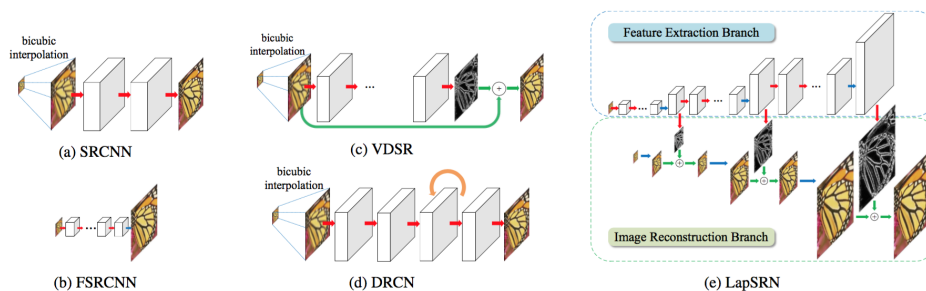 bicubic
interpolation
(a) SRCNN
(b) FSRCNN
bicubic
interpolation
...
(c) VDSR
bicubic
interpolation
(d) DRCN
Feature Extraction Branch
Image Reconstruction Branch
(e) LapSRN